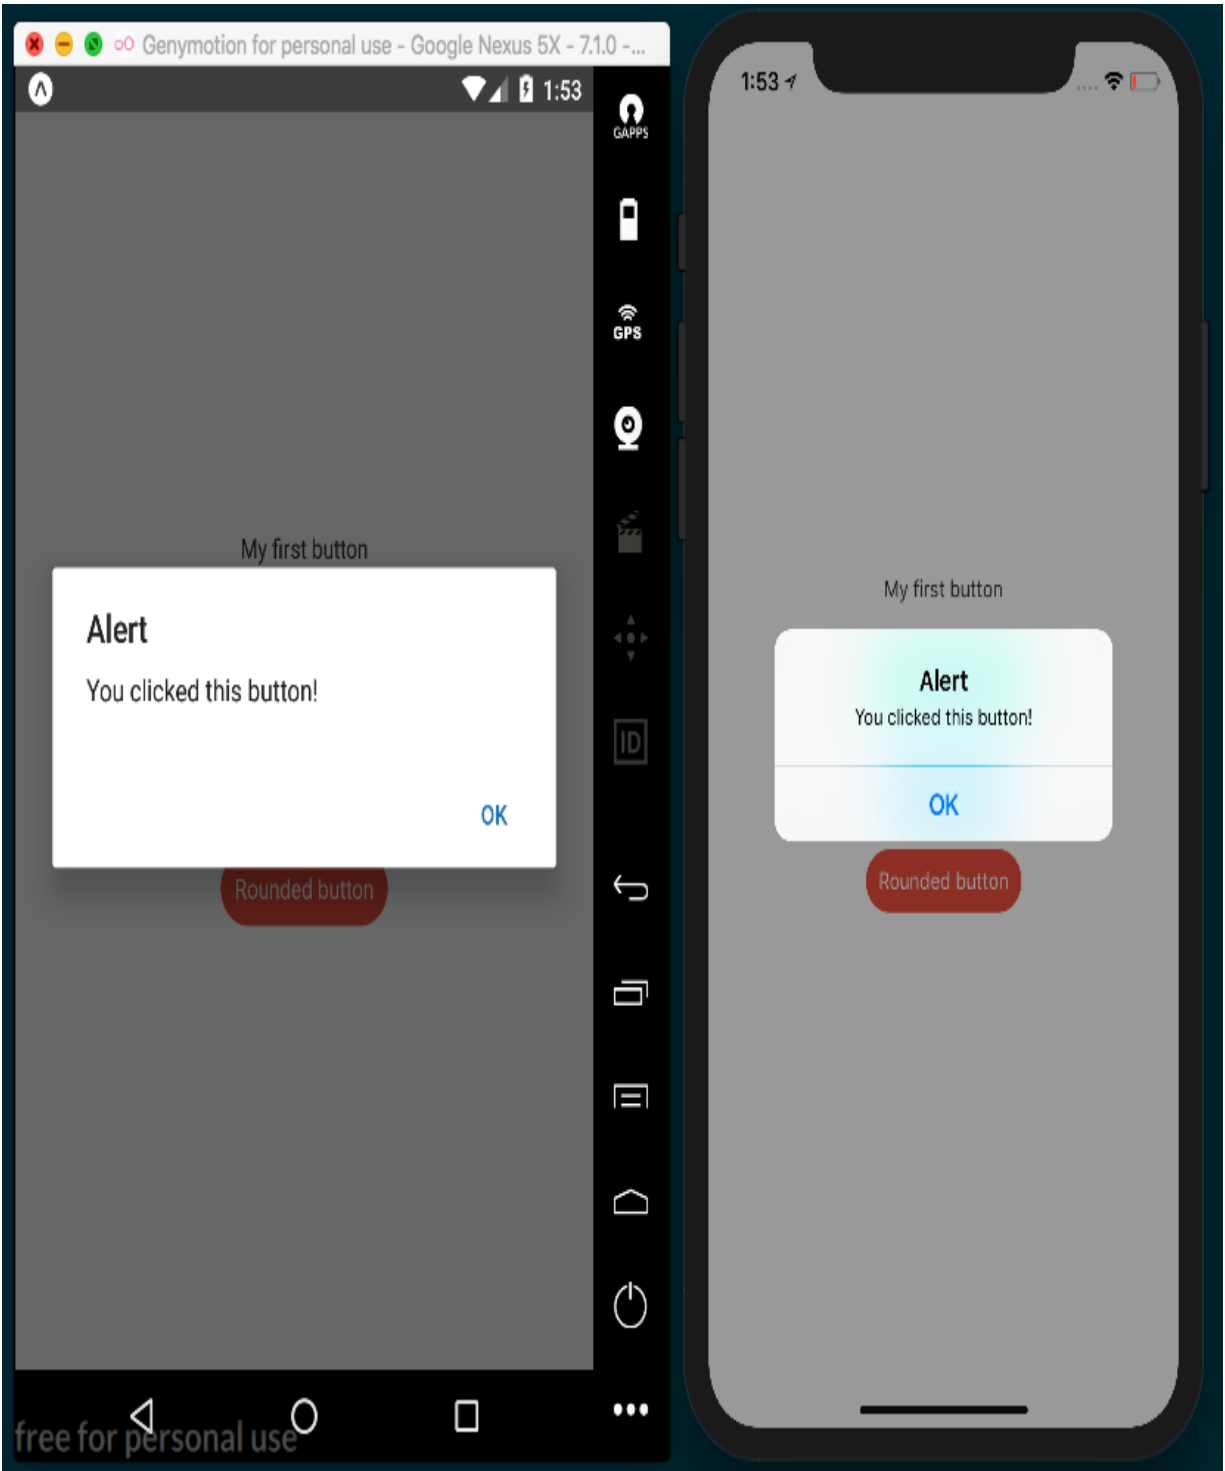 Genymotion for personal use - Google Nexus 5X - 7.1.0 -...
1:53
GAPPS
GPS
ID
My first button
Alert
You clicked this button!
OK
Rounded button
free for personal use
1:53
My first button
Alert
You clicked this button!
OK
Rounded button